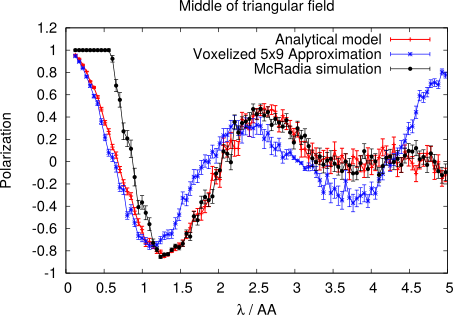 Middle of triangular field
Analytical model
Voxelized 5x9 Approximation
McRadia simulation
Polarization
1.2
1
0.8
0.6
0.4
0.2
0
-0.2
-0.4
-0.6
-0.8
-1
0 0.5 1 1.5 2 2.5 3 3.5 4 4.5 5
λ / AA